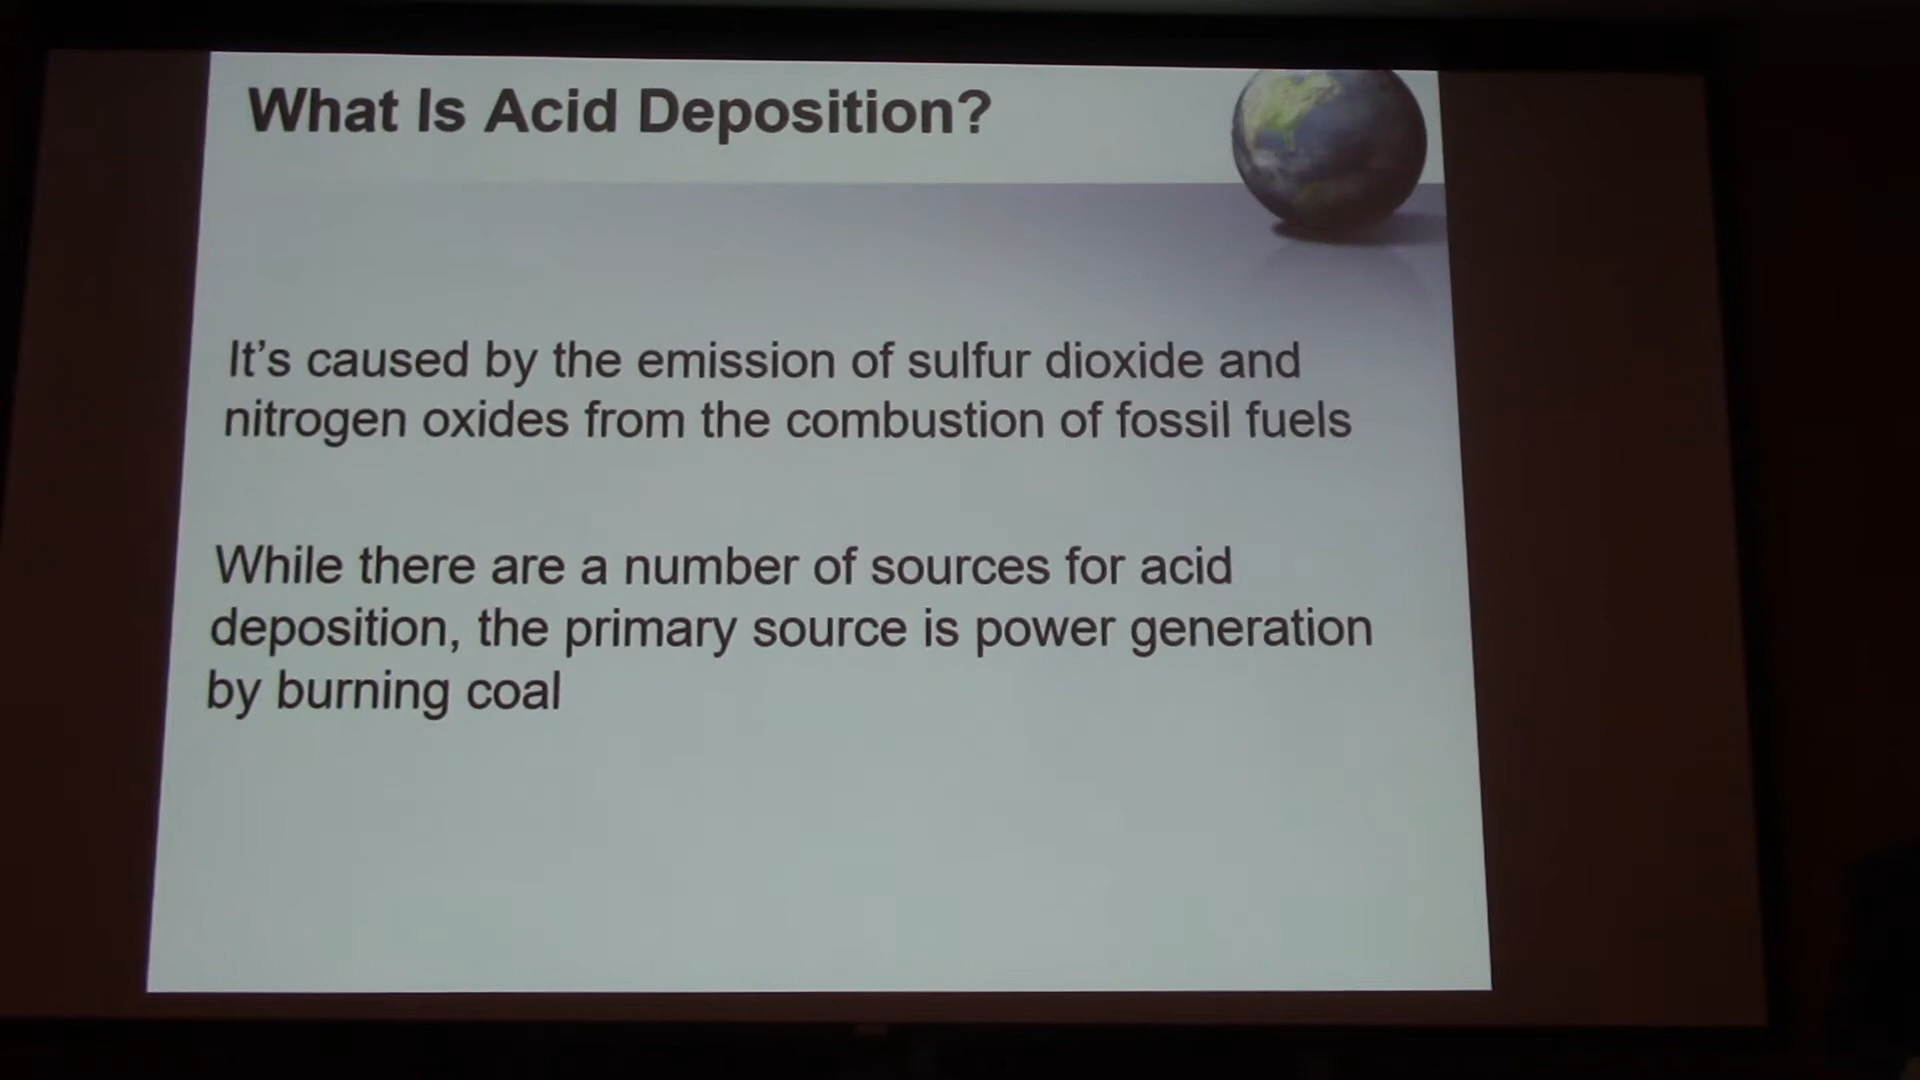 What Is Acid Deposition?
It's caused by the emission of sulfur dioxide and
nitrogen oxides from the combustion of fossil fuels
While there are a number of sources for acid
deposition, the primary source is power generation
by burning coal